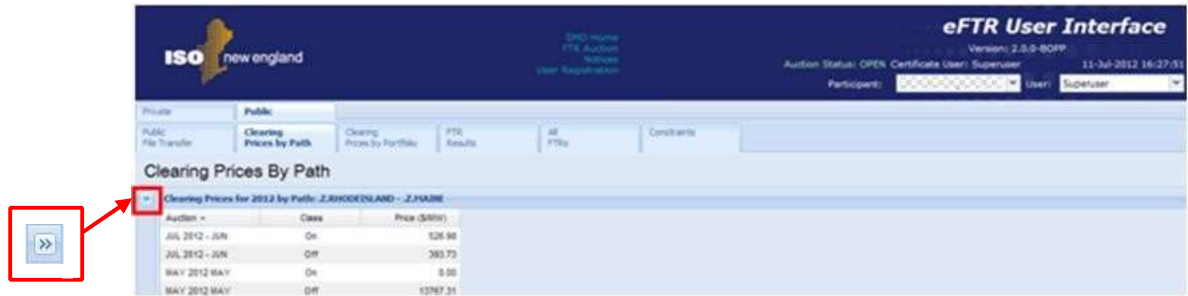 eFTR User Interface
Version: 2.0.0-BOPP
ISO new england
SMD Home
FTR Auction
Notices
User Registration
Auction Status: OPEN Certificate User: Superuser 11-Jul-2012 16:27:51
Participant: User: Superuser
Private Public
Public File Transfer
Clearing Prices by Path
Clearing Prices by Portfolio
FTR Results
All FTRs
Constraints
Clearing Prices By Path
Clearing Prices for 2012 by Path: .Z.RHODEISLAND - .Z.MAINE
Auction Class Price ($/MW)
JUL 2012 - JUN On 526.98
JUL 2012 - JUN Off 393.73
MAY 2012 MAY On 0.00
MAY 2012 MAY Off 13767.31